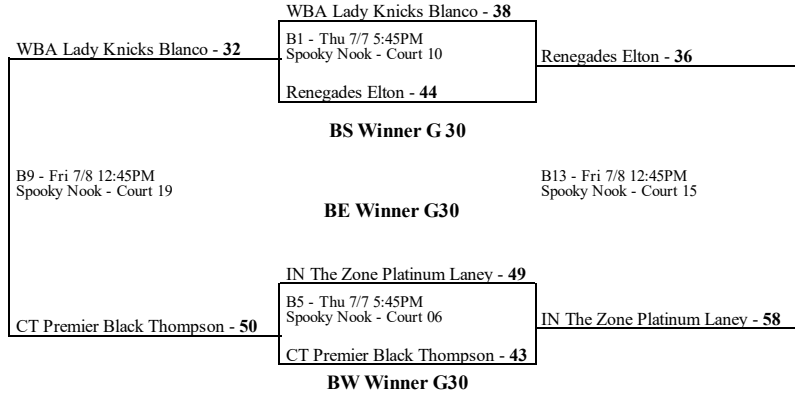 WBA Lady Knicks Blanco - 38
WBA Lady Knicks Blanco - 32
B1 - Thu 7/7 5:45PM
Spooky Nook - Court 10
Renegades Elton - 36
Renegades Elton - 44
BS Winner G 30
B9 - Fri 7/8 12:45PM
Spooky Nook - Court 19
B13 - Fri 7/8 12:45PM
Spooky Nook - Court 15
BE Winner G30
IN The Zone Platinum Laney - 49
B5 - Thu 7/7 5:45PM
Spooky Nook - Court 06
CT Premier Black Thompson - 50
IN The Zone Platinum Laney - 58
CT Premier Black Thompson - 43
BW Winner G30